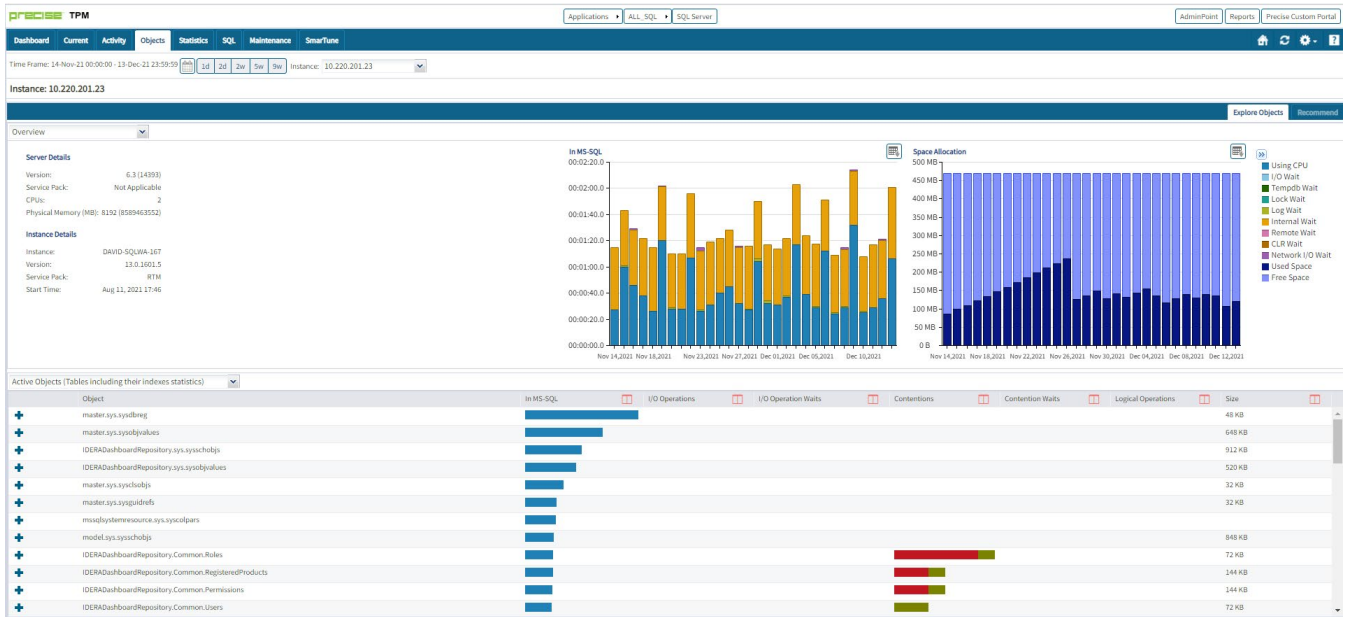 precise TPM
Applications ALL_SQL SQL Server
AdminPoint Reports Precise Custom Portal
Dashboard Current Activity Objects Statistics SQL Maintenance SmarTune
Time Frame: 14-Nov-21 00:00:00 - 13-Dec-21 23:59:59 1d 2d 2w 5w 9w Instance: 10.220.201.23
Instance: 10.220.201.23
Explore Objects Recommend
Overview
Server Details
Version: 6.3 (14393)
Service Pack: Not Applicable
CPUs: 2
Physical Memory (MB): 8192 (8589463552)
Instance Details
Instance: DAVID-SQLWA-167
Version: 13.0.1601.5
Service Pack: RTM
Start Time: Aug 11, 2021 17:46
In MS-SQL
00:02:20.0
00:02:00.0
00:01:40.0
00:01:20.0
00:01:00.0
00:00:40.0
00:00:20.0
00:00:00.0
Nov 14,2021 Nov 18,2021 Nov 23,2021 Nov 27,2021 Dec 01,2021 Dec 05,2021 Dec 10,2021
Space Allocation
500 MB
450 MB
400 MB
350 MB
300 MB
250 MB
200 MB
150 MB
100 MB
50 MB
0 B
Nov 14,2021 Nov 18,2021 Nov 22,2021 Nov 26,2021 Nov 30,2021 Dec 04,2021 Dec 08,2021 Dec 12,2021
Using CPU
I/O Wait
Tempdb Wait
Lock Wait
Log Wait
Internal Wait
Remote Wait
CLR Wait
Network I/O Wait
Used Space
Free Space
Active Objects (Tables including their indexes statistics)
Object In MS-SQL I/O Operations I/O Operation Waits Contentions Contention Waits Logical Operations Size
master.sys.sysdbreg 48 KB
master.sys.sysobjvalues 648 KB
IDERADashboardRepository.sys.sysschobjs 912 KB
IDERADashboardRepository.sys.sysobjvalues 520 KB
master.sys.sysclsobjs 32 KB
master.sys.sysguidrefs 32 KB
mssqlsystemresource.sys.syscolpars
model.sys.sysschobjs 848 KB
IDERADashboardRepository.Common.Rules 72 KB
IDERADashboardRepository.Common.RegisteredProducts 144 KB
IDERADashboardRepository.Common.Permissions 144 KB
IDERADashboardRepository.Common.Users 72 KB